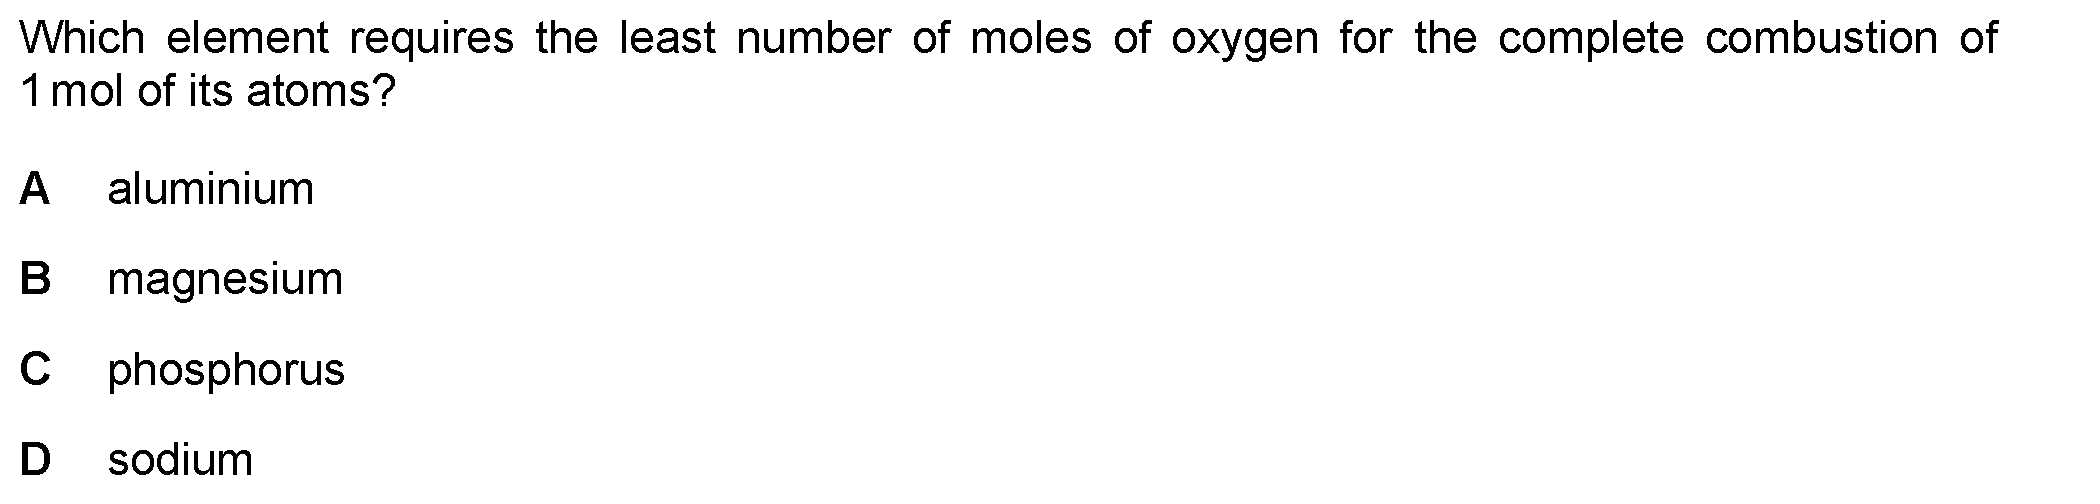 Which element requires the least number of moles of oxygen for the complete combustion of
1 mol of its atoms?
A aluminium
B magnesium
C phosphorus
D sodium